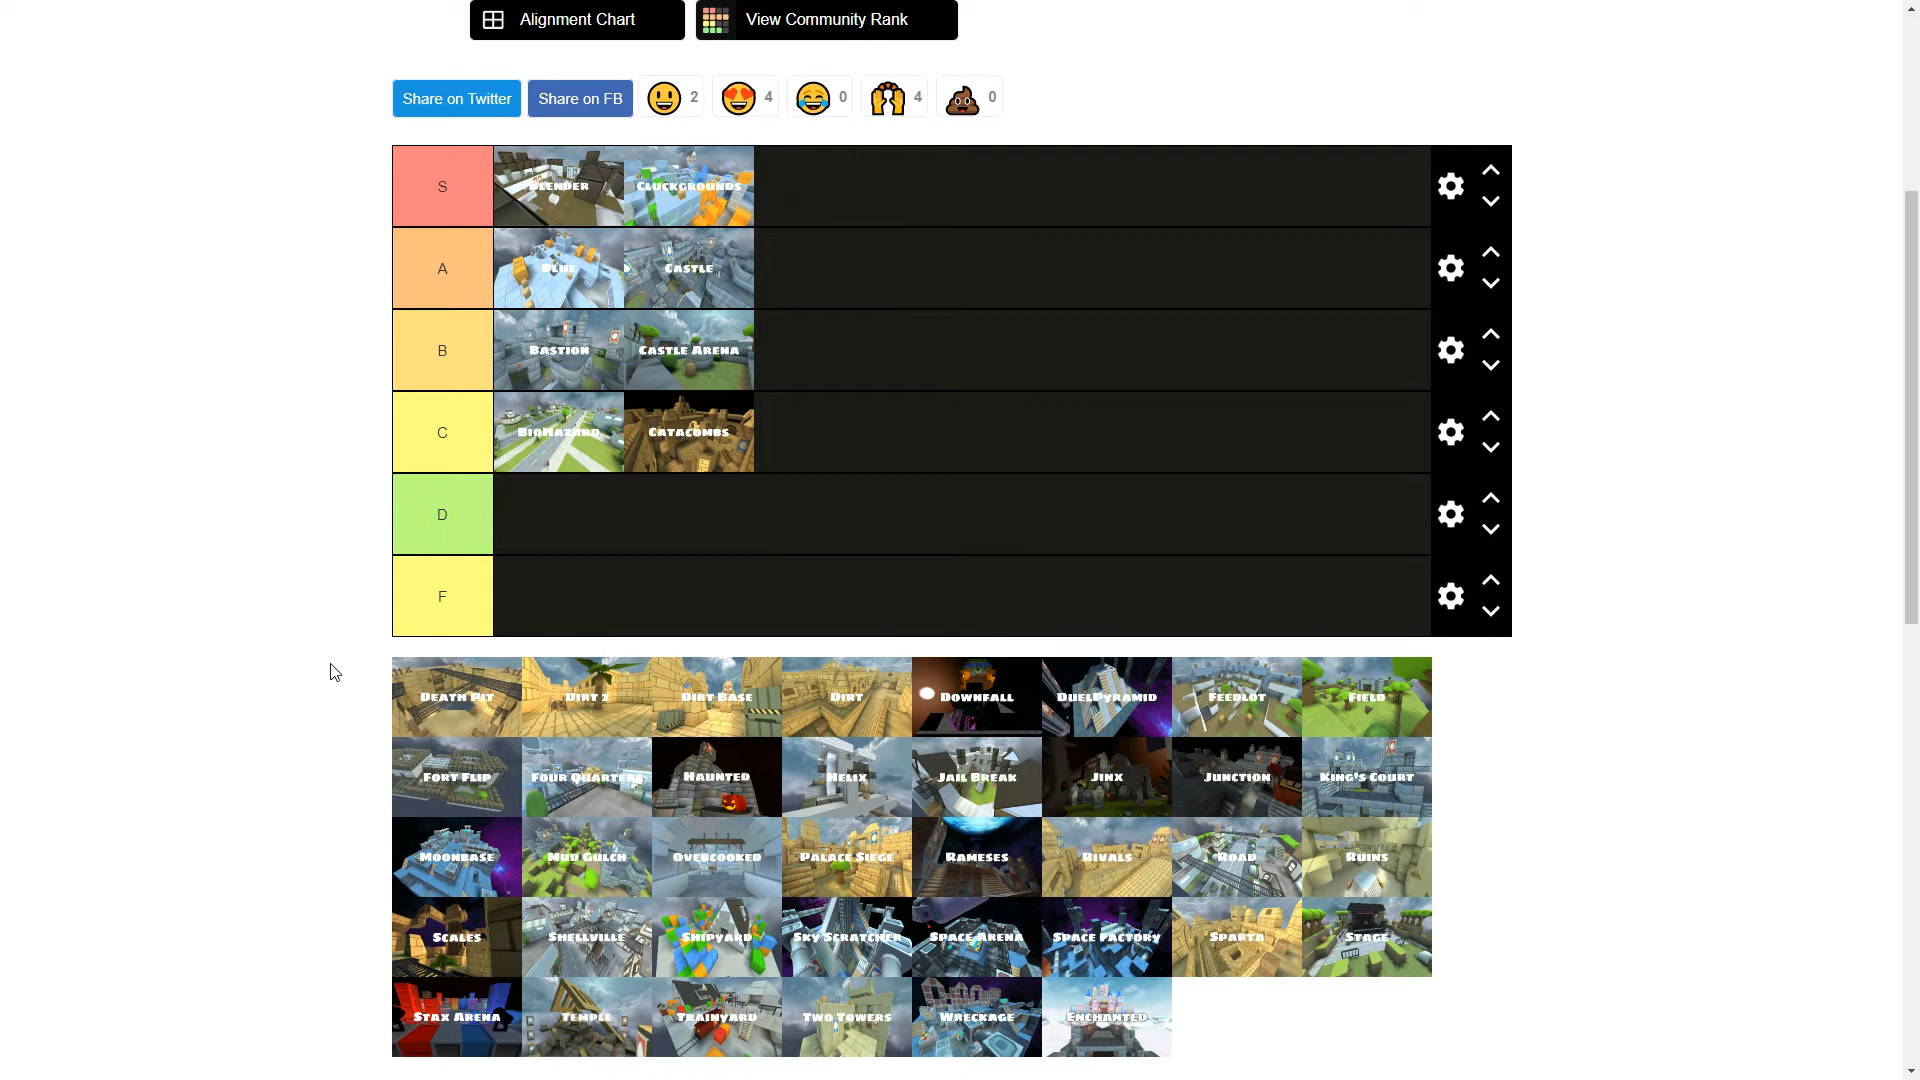 Alignment Chart
View Community Rank
Share on Twitter
Share on FB
2
4
0
4
0
S
Blender
Cluckgrounds
A
Blue
Castle
B
Bastion
Castle Arena
C
BioHazard
Catacombs
D
F
Death Pit
Dirt 2
Dirt Base
Dirt
Downfall
DuelPyramid
Feedlot
Field
Fort Flip
Four Quarters
Haunted
Helix
Jail Break
Jinx
Junction
King's Court
Moonbase
Mud Gulch
Overcooked
Palace Siege
Rameses
Rivals
Road
Ruins
Scales
Shellville
Shipyard
Sky Scratcher
Space Arena
Space Factory
Sparta
Stage
Stax Arena
Temple
Trainyard
Two Towers
Wreckage
Enchanted